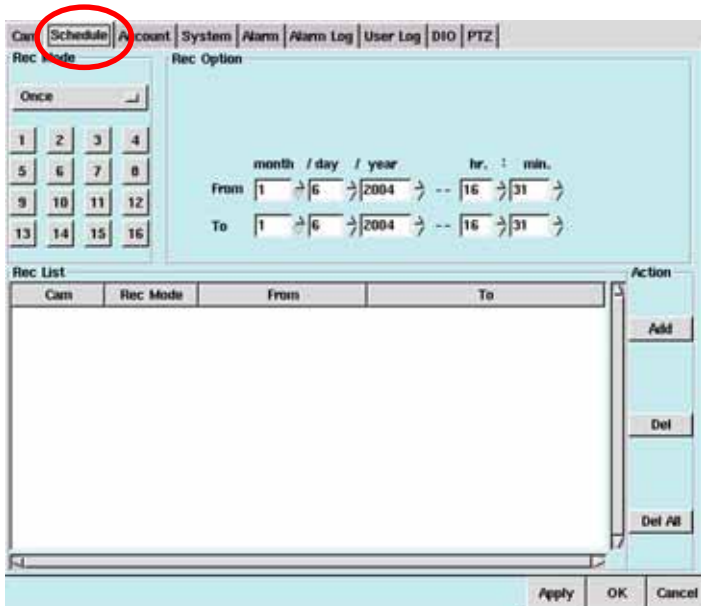 Cam Schedule Account System Alarm Alarm Log User Log DIO PTZ
Rec Mode Rec Option
Once
1 2 3 4
5 6 7 8
9 10 11 12
13 14 15 16
month / day / year hr. : min.
From 1 6 2004 -- 16 31
To 1 6 2004 -- 16 31
Rec List Action
Cam Rec Mode From To
Add
Del
Del All
Apply OK Cancel